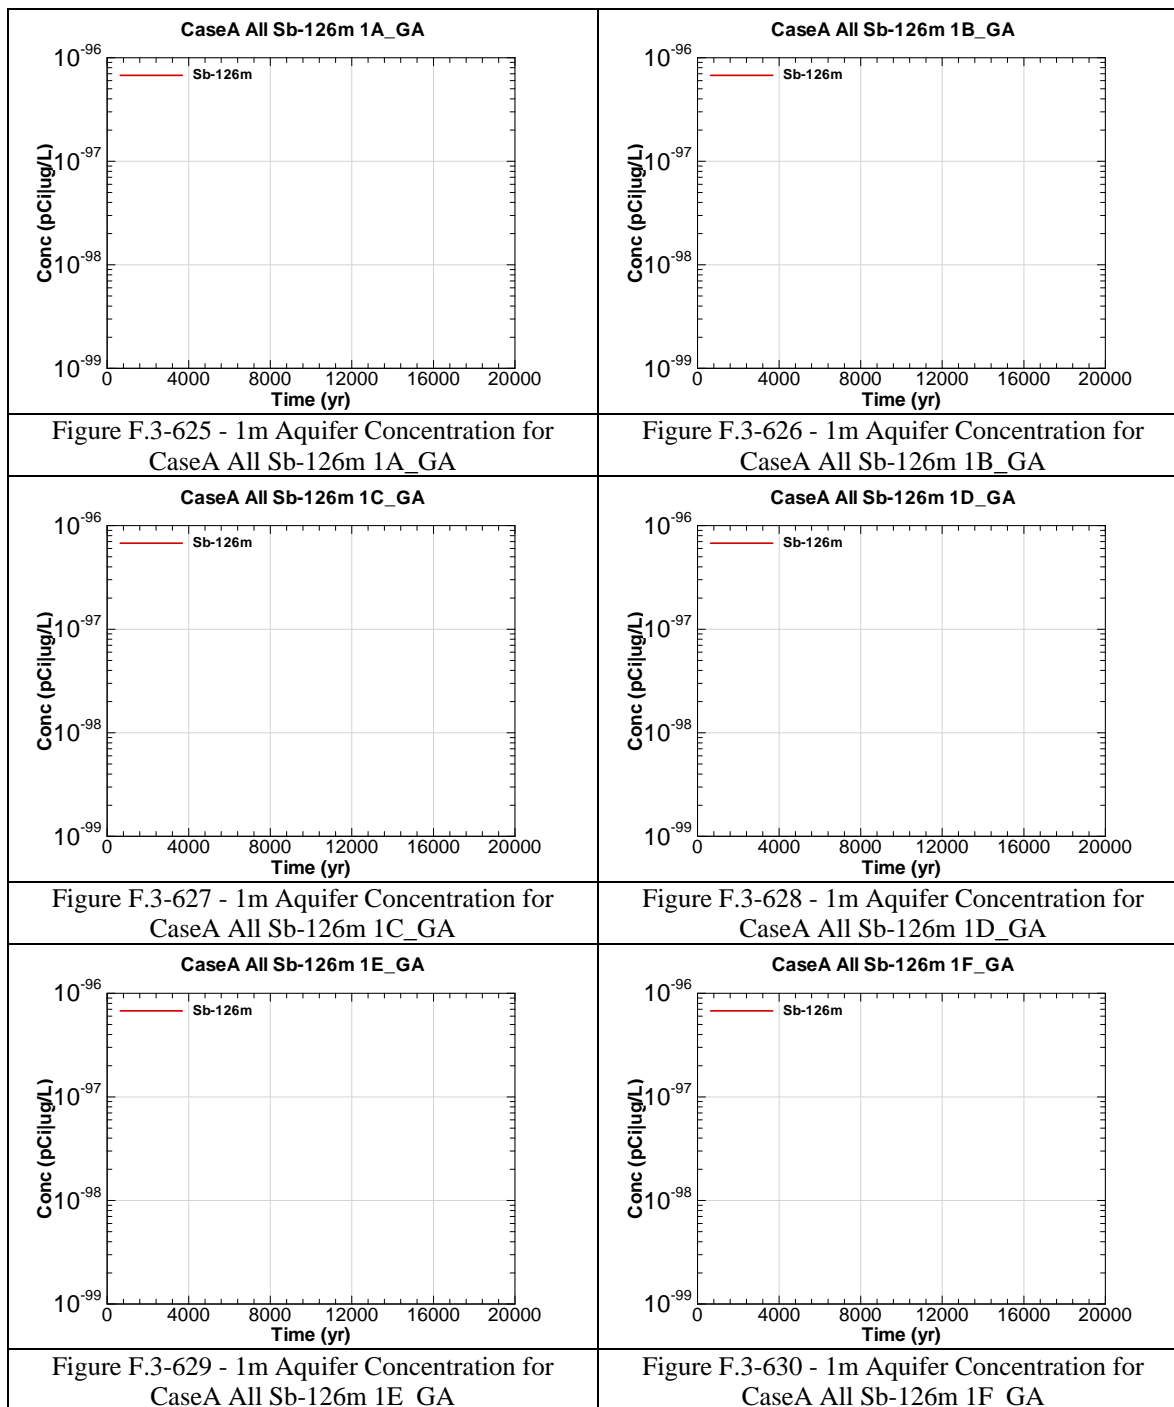 CaseA All Sb-126m 1A_GA
Sb-126m
10-96
10-97
10-98
10-99
Conc (pCi|ug/L)
0 4000 8000 12000 16000 20000
Time (yr)
Figure F.3-625 - 1m Aquifer Concentration for
CaseA All Sb-126m 1A_GA
CaseA All Sb-126m 1B_GA
Sb-126m
10-96
10-97
10-98
10-99
Conc (pCi|ug/L)
0 4000 8000 12000 16000 20000
Time (yr)
Figure F.3-626 - 1m Aquifer Concentration for
CaseA All Sb-126m 1B_GA
CaseA All Sb-126m 1C_GA
Sb-126m
10-96
10-97
10-98
10-99
Conc (pCi|ug/L)
0 4000 8000 12000 16000 20000
Time (yr)
Figure F.3-627 - 1m Aquifer Concentration for
CaseA All Sb-126m 1C_GA
CaseA All Sb-126m 1D_GA
Sb-126m
10-96
10-97
10-98
10-99
Conc (pCi|ug/L)
0 4000 8000 12000 16000 20000
Time (yr)
Figure F.3-628 - 1m Aquifer Concentration for
CaseA All Sb-126m 1D_GA
CaseA All Sb-126m 1E_GA
Sb-126m
10-96
10-97
10-98
10-99
Conc (pCi|ug/L)
0 4000 8000 12000 16000 20000
Time (yr)
Figure F.3-629 - 1m Aquifer Concentration for
CaseA All Sb-126m 1E_GA
CaseA All Sb-126m 1F_GA
Sb-126m
10-96
10-97
10-98
10-99
Conc (pCi|ug/L)
0 4000 8000 12000 16000 20000
Time (yr)
Figure F.3-630 - 1m Aquifer Concentration for
CaseA All Sb-126m 1F_GA